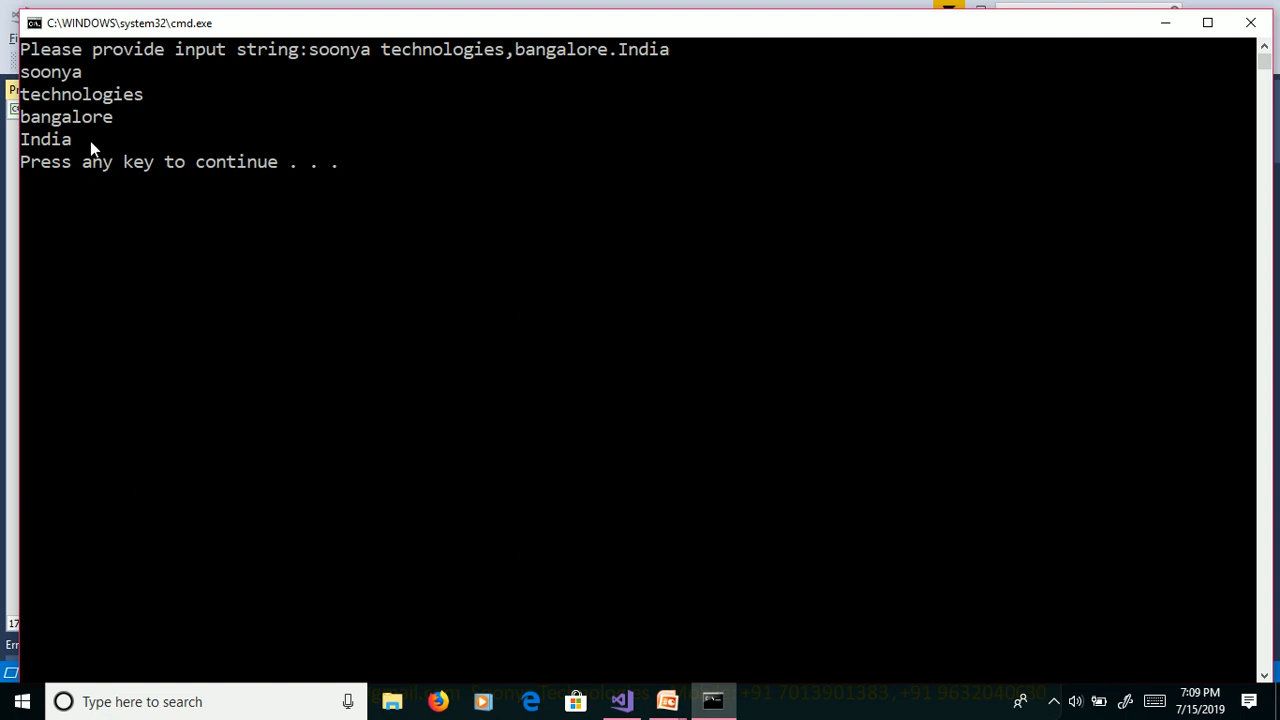 C:\WINDOWS\system32\cmd.exe
Please provide input string:soonya technologies,bangalore.India
soonya
technologies
bangalore
India
Press any key to continue . . .
Type here to search
7:09 PM
7/15/2019